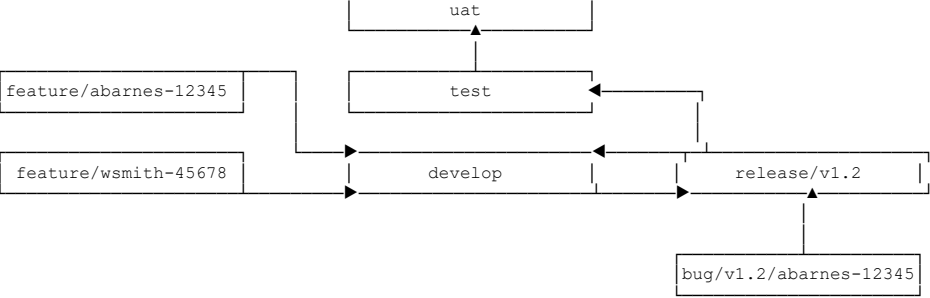 uat
feature/abarnes-12345
test
feature/wsmith-45678
develop
release/v1.2
bug/v1.2/abarnes-12345